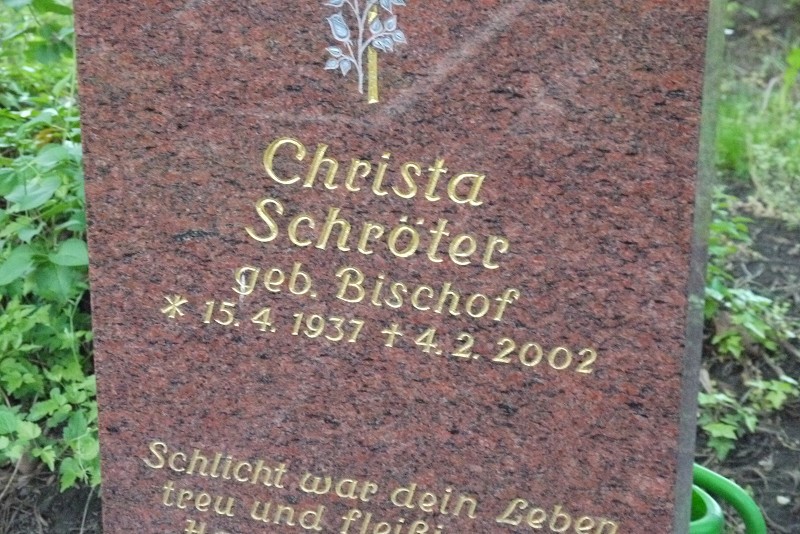 Christa
Schröter
geb. Bischof
* 15. 4. 1937 + 4. 2. 2002
Schlicht war dein Leben
treu und